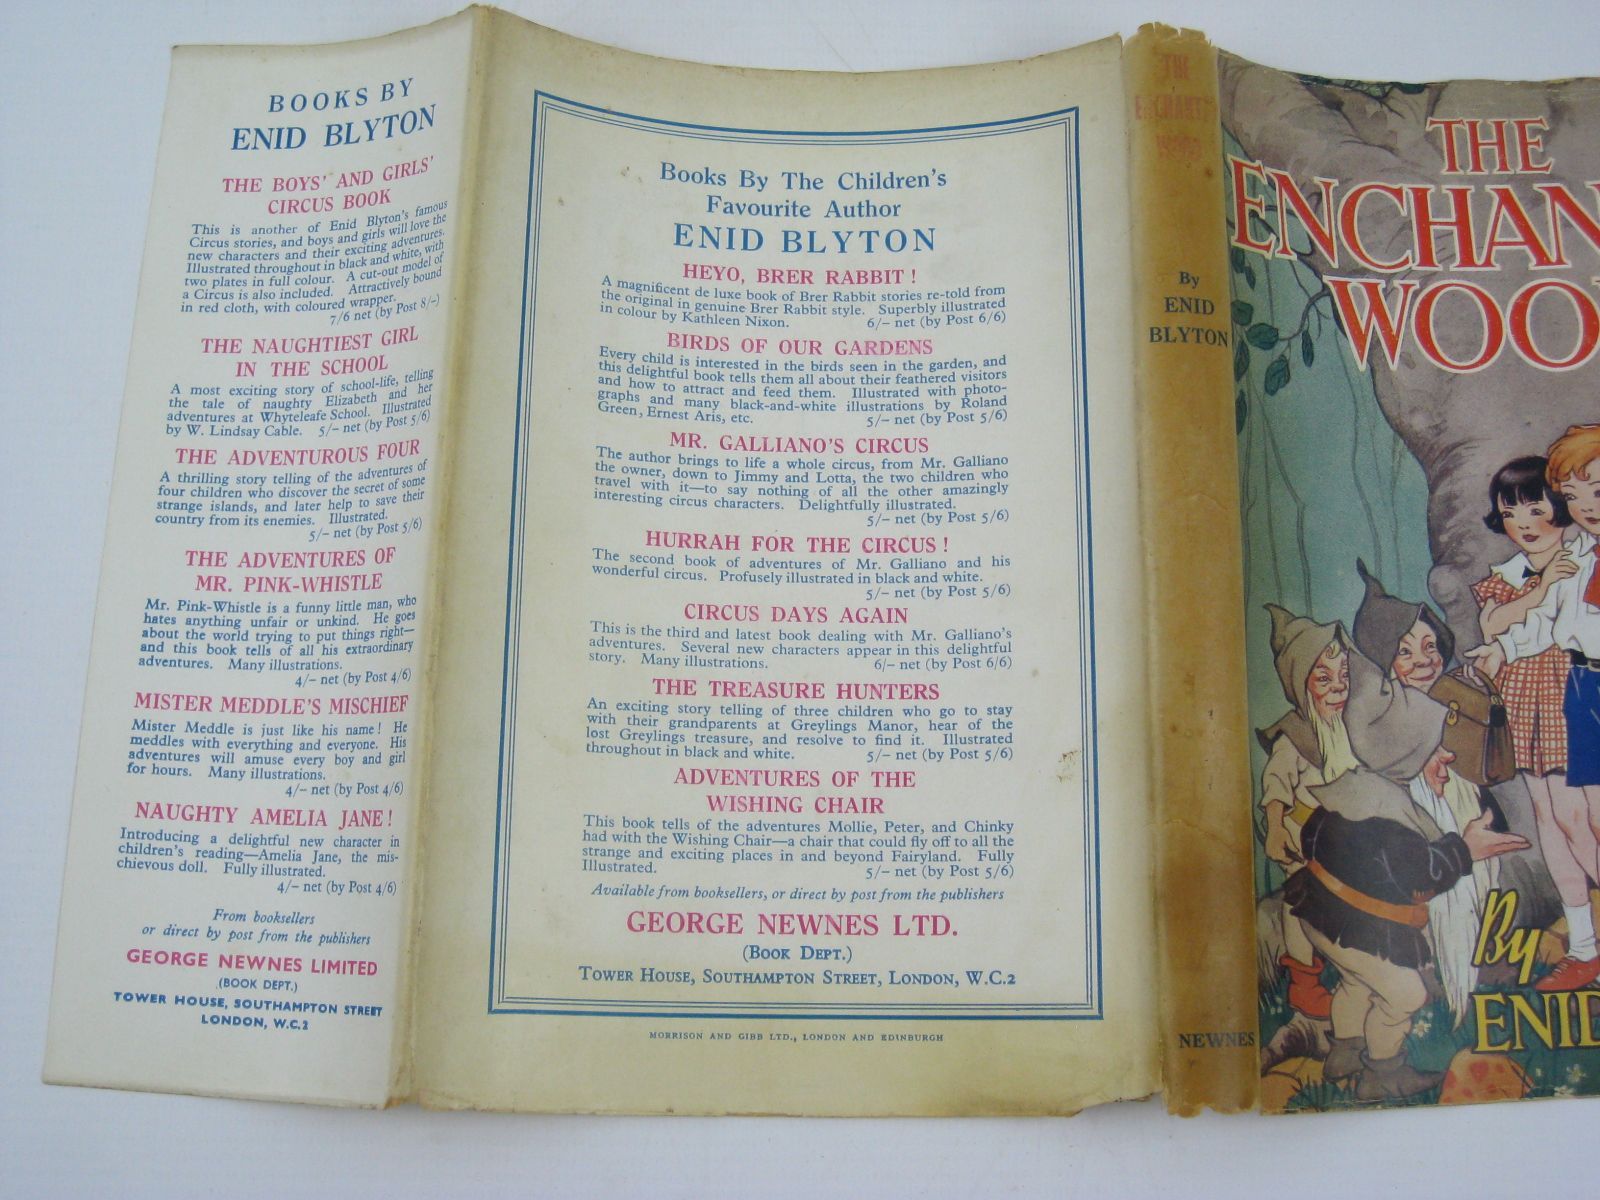 BOOKS BY
ENID BLYTON
THE BOYS' AND GIRLS'
CIRCUS BOOK
This is another of Enid Blyton's famous
Circus stories, and boys and girls will love the
new characters and their exciting adventures.
Illustrated throughout in black and white, with
two plates in full colour. A cut-out model of
a Circus is also included. Attractively bound
in red cloth, with coloured wrapper.
7/6 net (by Post 8/–)
THE NAUGHTIEST GIRL
IN THE SCHOOL
A most exciting story of school-life, telling
the tale of naughty Elizabeth and her
adventures at Whyteleafe School. Illustrated
by W. Lindsay Cable. 5/– net (by Post 5/6)
THE ADVENTUROUS FOUR
A thrilling story telling of the adventures of
four children who discover the secret of some
strange islands, and later help to save their
country from its enemies. Illustrated.
5/– net (by Post 5/6)
THE ADVENTURES OF
MR. PINK-WHISTLE
Mr. Pink-Whistle is a funny little man, who
hates anything unfair or unkind. He goes
about the world trying to put things right—
and this book tells of all his extraordinary
adventures. Many illustrations.
4/– net (by Post 4/6)
MISTER MEDDLE'S MISCHIEF
Mister Meddle is just like his name! He
meddles with everything and everyone. His
adventures will amuse every boy and girl
for hours. Many illustrations.
4/– net (by Post 4/6)
NAUGHTY AMELIA JANE!
Introducing a delightful new character in
children's reading—Amelia Jane, the mis-
chievous doll. Fully illustrated.
4/– net (by Post 4/6)
From booksellers
or direct by post from the publishers
GEORGE NEWNES LIMITED
(BOOK DEPT.)
TOWER HOUSE, SOUTHAMPTON STREET
LONDON, W.C.2
Books By The Children's
Favourite Author
ENID BLYTON
HEYO, BRER RABBIT!
A magnificent de luxe book of Brer Rabbit stories re-told from
the original in genuine Brer Rabbit style. Superbly illustrated
in colour by Kathleen Nixon. 6/– net (by Post 6/6)
BIRDS OF OUR GARDENS
Every child is interested in the birds seen in the garden, and
this delightful book tells them all about their feathered visitors
and how to attract and feed them. Illustrated with photo-
graphs and many black-and-white illustrations by Roland
Green, Ernest Aris, etc. 5/– net (by Post 5/6)
MR. GALLIANO'S CIRCUS
The author brings to life a whole circus, from Mr. Galliano
the owner, down to Jimmy and Lotta, the two children who
travel with it—to say nothing of all the other amazingly
interesting circus characters. Delightfully illustrated.
5/– net (by Post 5/6)
HURRAH FOR THE CIRCUS!
The second book of adventures of Mr. Galliano and his
wonderful circus. Profusely illustrated in black and white.
5/– net (by Post 5/6)
CIRCUS DAYS AGAIN
This is the third and latest book dealing with Mr. Galliano's
adventures. Several new characters appear in this delightful
story. Many illustrations. 6/– net (by Post 6/6)
THE TREASURE HUNTERS
An exciting story telling of three children who go to stay
with their grandparents at Greylings Manor, hear of the
lost Greylings treasure, and resolve to find it. Illustrated
throughout in black and white. 5/– net (by Post 5/6)
ADVENTURES OF THE
WISHING CHAIR
This book tells of the adventures Mollie, Peter, and Chinky
had with the Wishing Chair—a chair that could fly off to all the
strange and exciting places in and beyond Fairyland. Fully
Illustrated. 5/– net (by Post 5/6)
Available from booksellers, or direct by post from the publishers
GEORGE NEWNES LTD.
(BOOK DEPT.)
TOWER HOUSE, SOUTHAMPTON STREET, LONDON, W.C.2
MORRISON AND GIBB LTD., LONDON AND EDINBURGH
THE
By
ENID
BLYTON
NEWNES
THE
ENCHAN
WOO
By
ENID